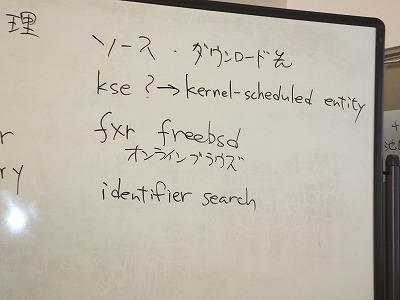 理
ソース・ダウンロード先
kse ? → kernel-scheduled entity
fxr freebsd
オンラインブラウズ
r
ry
identifier search